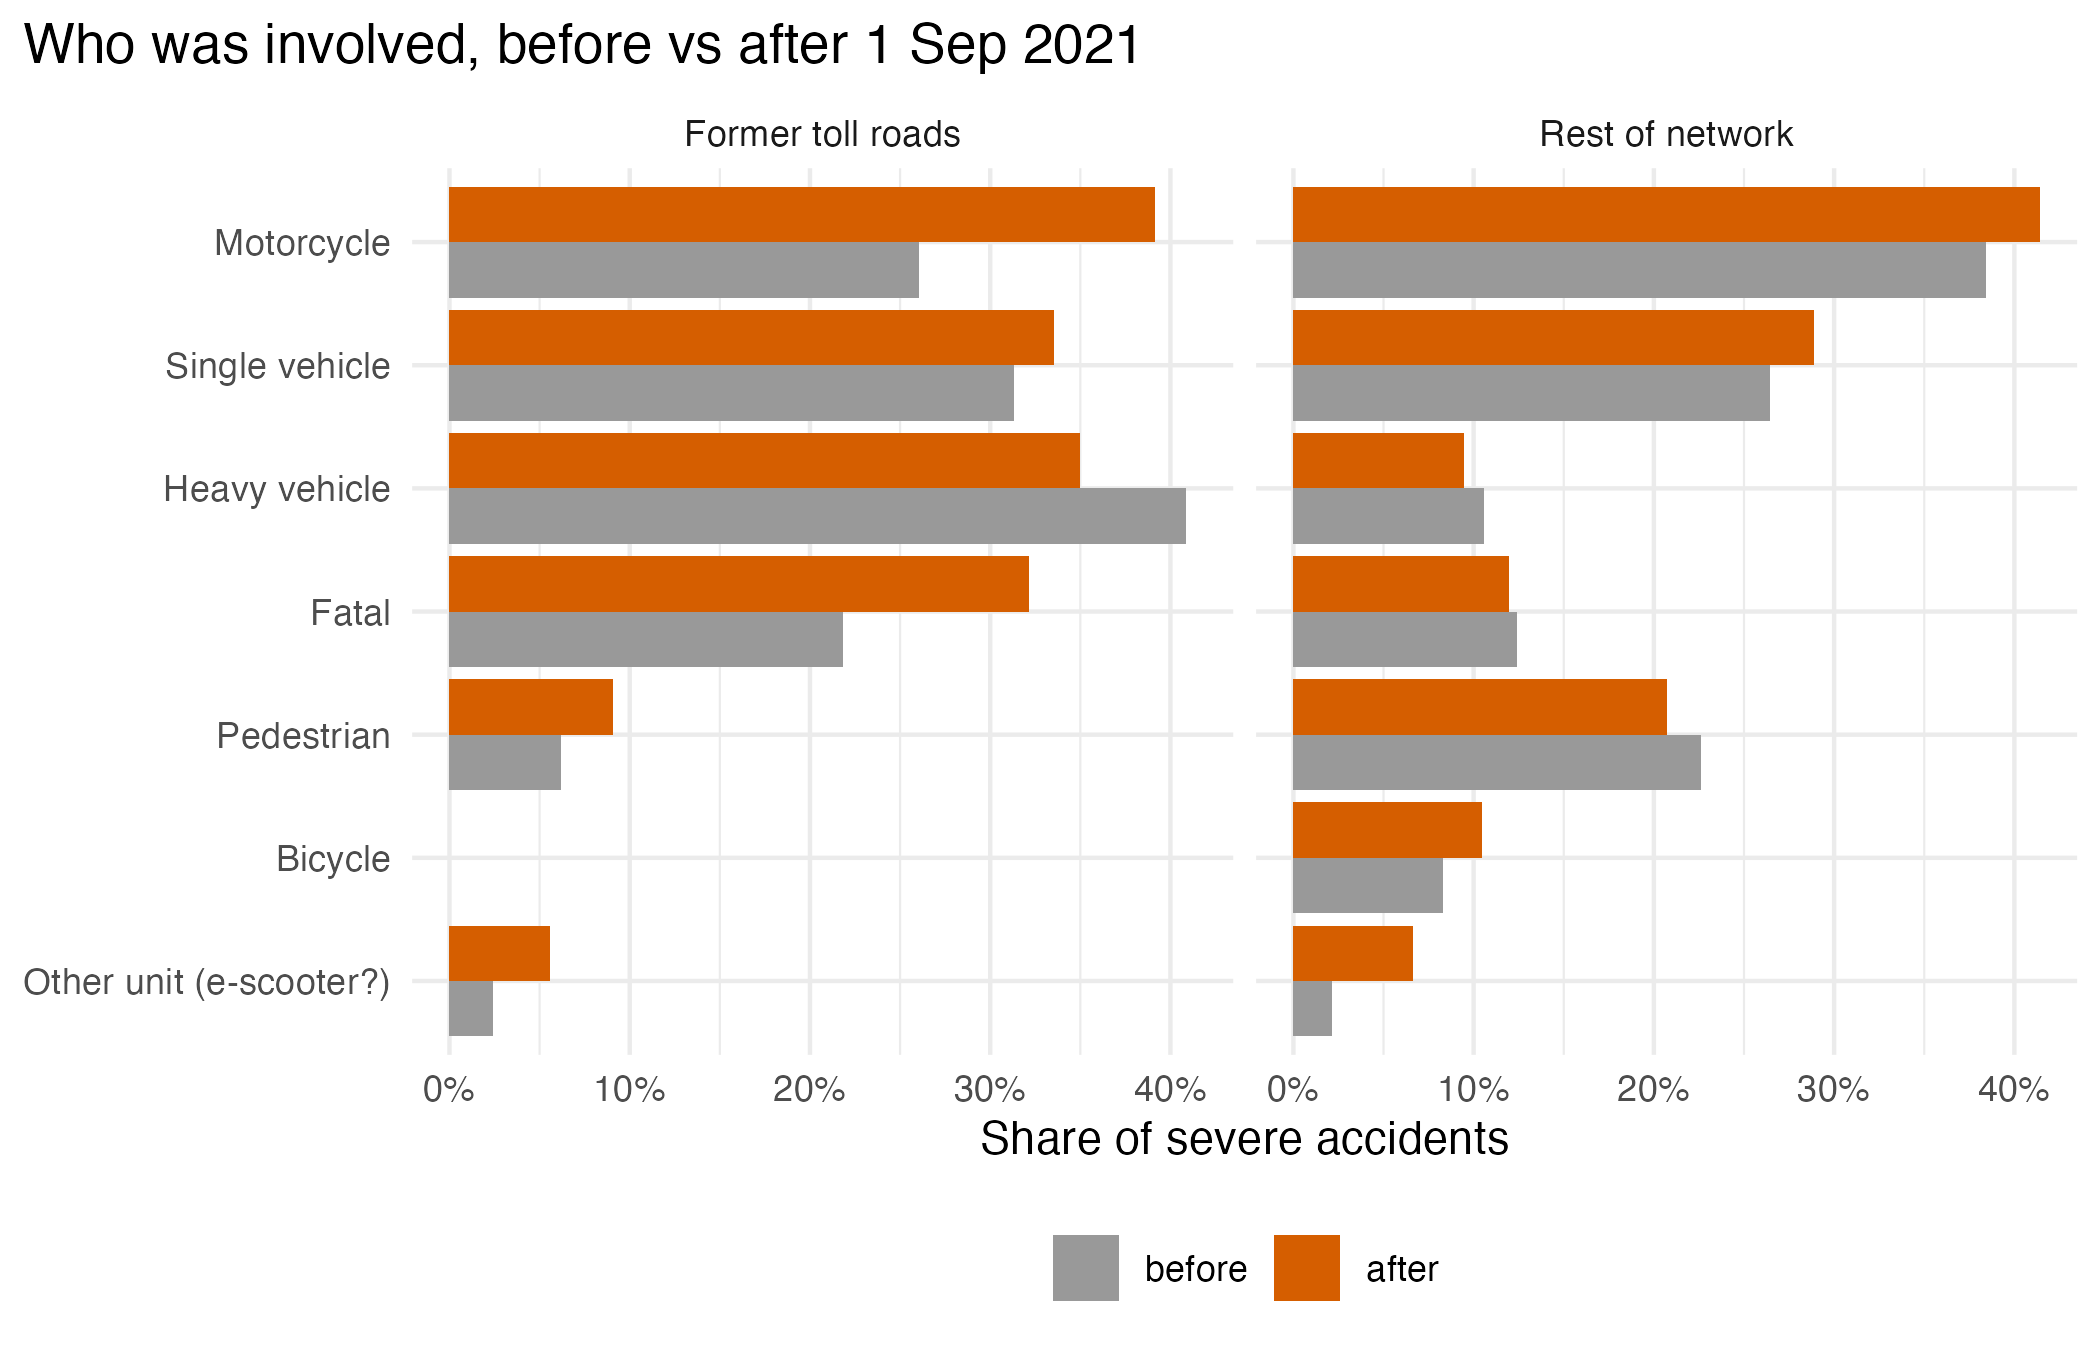 Who was involved, before vs after 1 Sep 2021
Former toll roads
Rest of network
Motorcycle
Single vehicle
Heavy vehicle
Fatal
Pedestrian
Bicycle
Other unit (e-scooter?)
0% 10% 20% 30% 40%
0% 10% 20% 30% 40%
Share of severe accidents
before
after